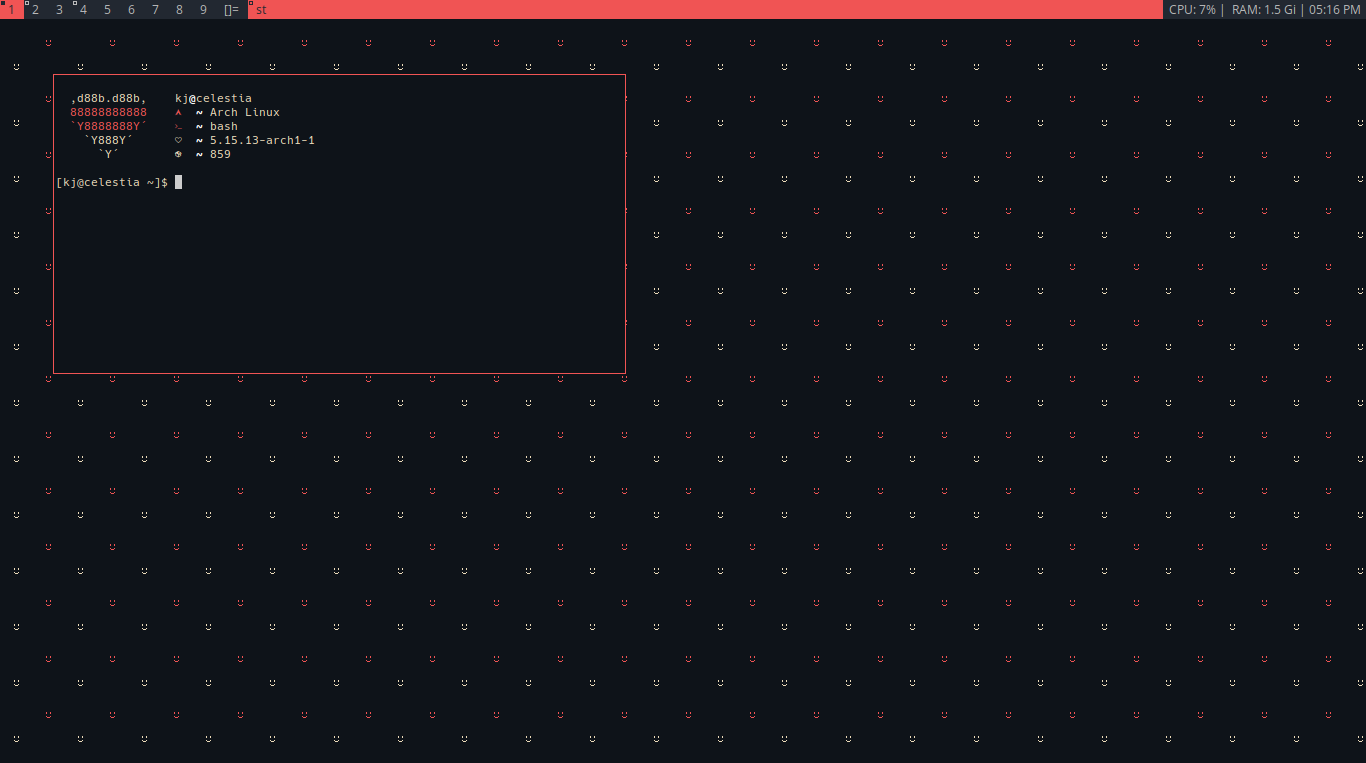 1 2 3 4 5 6 7 8 9 []= st CPU: 7% | RAM: 1.5 Gi | 05:16 PM
,d88b.d88b, kj@celestia
88888888888 ~ Arch Linux
`Y8888888Y´ >_ ~ bash
`Y888Y´ ♡ ~ 5.15.13-arch1-1
`Y´ ~ 859
[kj@celestia ~]$